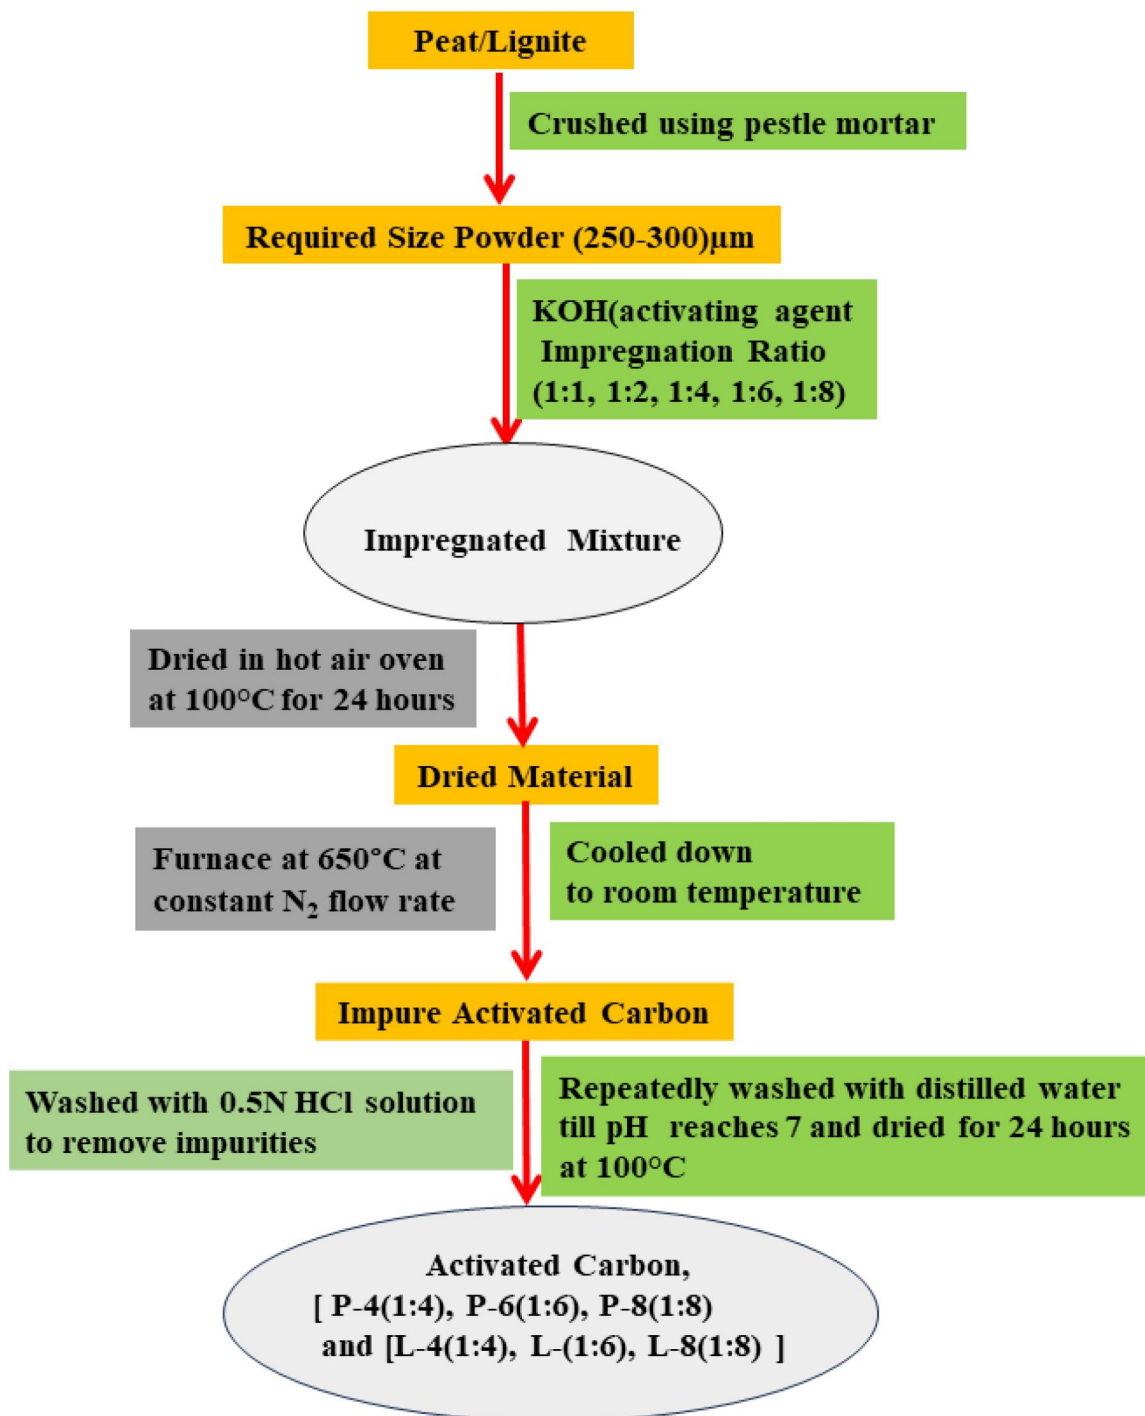 Peat/Lignite
Crushed using pestle mortar
Required Size Powder (250-300)μm
KOH(activating agent
Impregnation Ratio
(1:1, 1:2, 1:4, 1:6, 1:8)
Impregnated Mixture
Dried in hot air oven
at 100°C for 24 hours
Dried Material
Furnace at 650°C at
constant N₂ flow rate
Cooled down
to room temperature
Impure Activated Carbon
Washed with 0.5N HCl solution
to remove impurities
Repeatedly washed with distilled water
till pH reaches 7 and dried for 24 hours
at 100°C
Activated Carbon,
[ P-4(1:4), P-6(1:6), P-8(1:8)
and [L-4(1:4), L-(1:6), L-8(1:8) ]